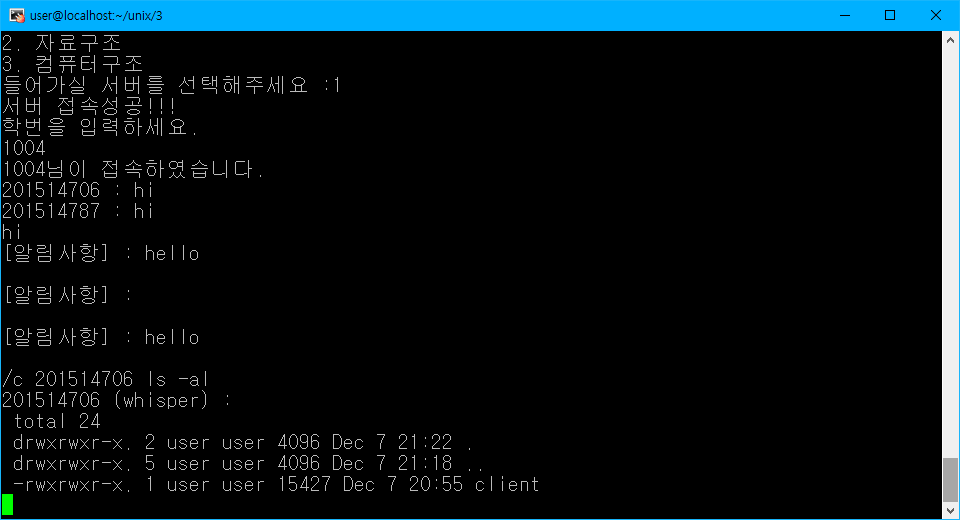 user@localhost:~/unix/3
2. 자료구조
3. 컴퓨터구조
들어가실 서버를 선택해주세요 :1
서버 접속성공!!!
학번을 입력하세요.
1004
1004님이 접속하였습니다.
201514706 : hi
201514787 : hi
hi
[알림사항] : hello
[알림사항] :
[알림사항] : hello
/c 201514706 ls -al
201514706 (whisper) :
total 24
drwxrwxr-x. 2 user user 4096 Dec 7 21:22 .
drwxrwxr-x. 5 user user 4096 Dec 7 21:18 ..
-rwxrwxr-x. 1 user user 15427 Dec 7 20:55 client